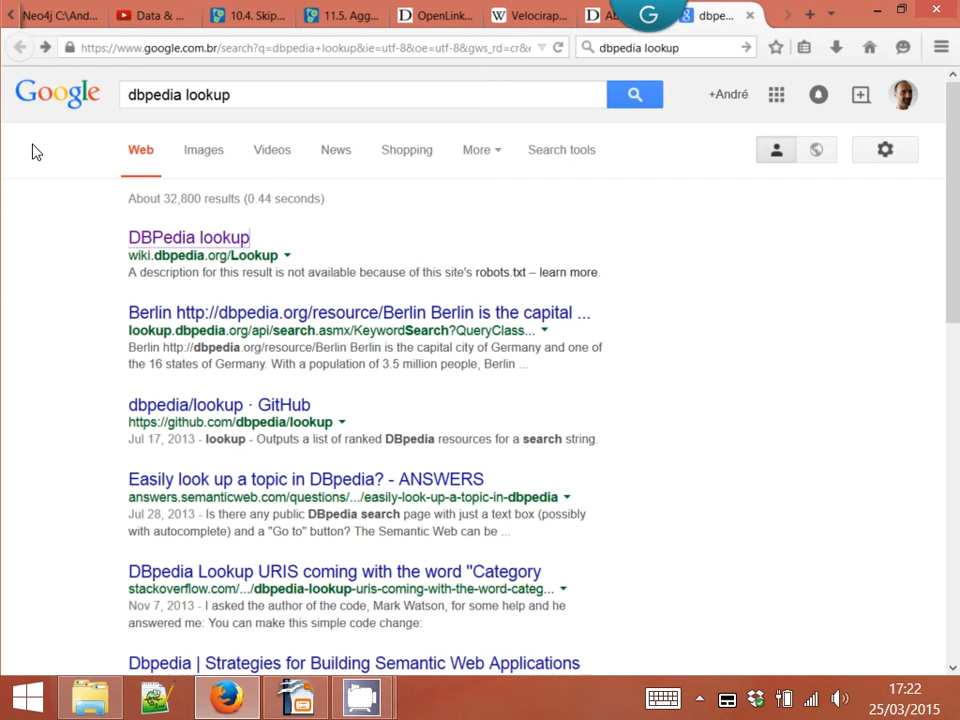 Neo4j C:\And...
Data & ...
10.4. Skip...
11.5. Agg...
OpenLink...
Velocirap...
dbpe...
https://www.google.com.br/search?q=dbpedia+lookup&ie=utf-8&oe=utf-8&gws_rd=cr&e
dbpedia lookup
Google
dbpedia lookup
+André
Web Images Videos News Shopping More Search tools
About 32,800 results (0.44 seconds)
DBPedia lookup
wiki.dbpedia.org/Lookup
A description for this result is not available because of this site's robots.txt – learn more.
Berlin http://dbpedia.org/resource/Berlin Berlin is the capital ...
lookup.dbpedia.org/api/search.asmx/KeywordSearch?QueryClass...
Berlin http://dbpedia.org/resource/Berlin Berlin is the capital city of Germany and one of
the 16 states of Germany. With a population of 3.5 million people, Berlin ...
dbpedia/lookup · GitHub
https://github.com/dbpedia/lookup
Jul 17, 2013 - lookup - Outputs a list of ranked DBpedia resources for a search string.
Easily look up a topic in DBpedia? - ANSWERS
answers.semanticweb.com/questions/.../easily-look-up-a-topic-in-dbpedia
Jul 28, 2013 - Is there any public DBpedia search page with just a text box (possibly
with autocomplete) and a "Go to" button? The Semantic Web can be ...
DBpedia Lookup URIS coming with the word "Category
stackoverflow.com/.../dbpedia-lookup-uris-coming-with-the-word-categ...
Nov 7, 2013 - I asked the author of the code, Mark Watson, for some help and he
answered me: You can make this simple code change:
Dbpedia | Strategies for Building Semantic Web Applications
17:22
25/03/2015